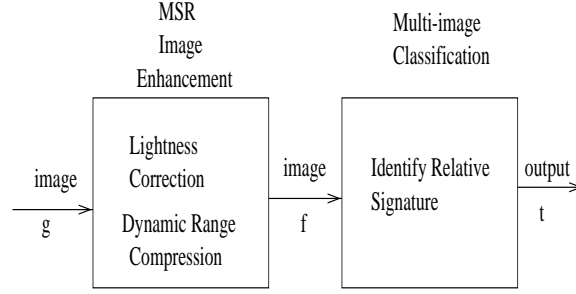 MSR
Image
Enhancement
Multi-image
Classification
image
g
Lightness
Correction
Dynamic Range
Compression
image
f
Identify Relative
Signature
output
t